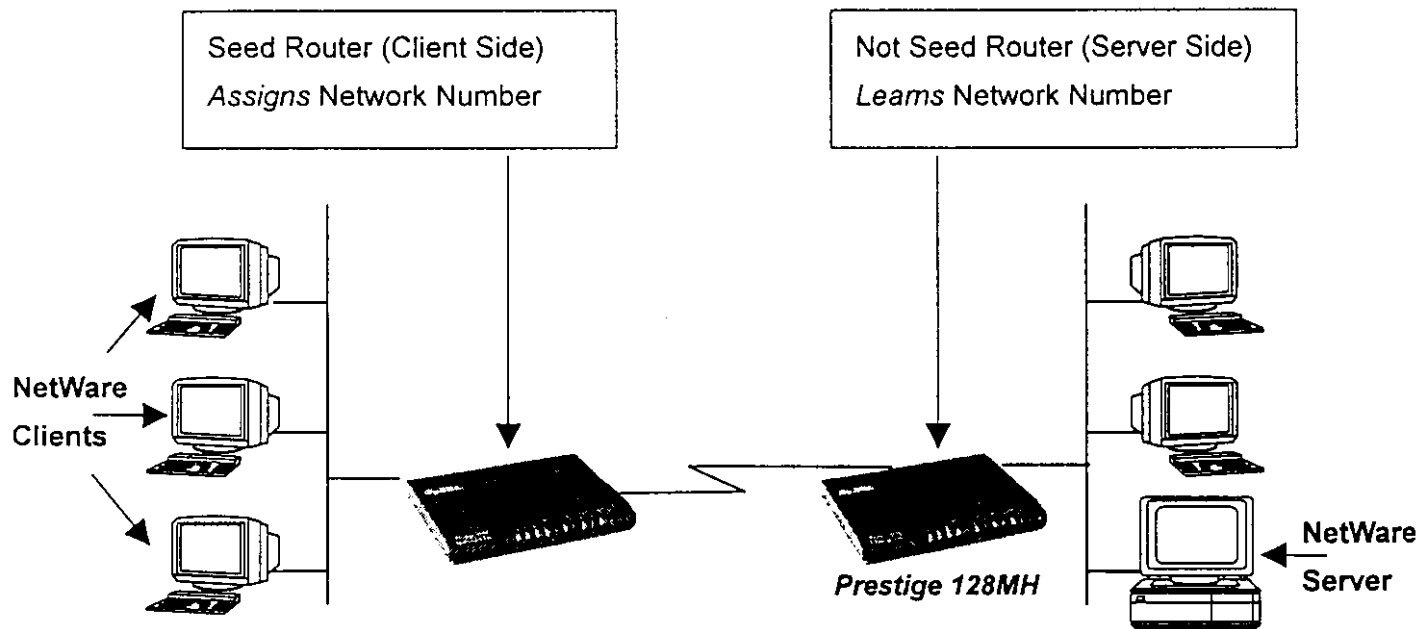 Seed Router (Client Side)
Assigns Network Number
Not Seed Router (Server Side)
Learns Network Number
NetWare
Clients
Prestige 128MH
NetWare
Server